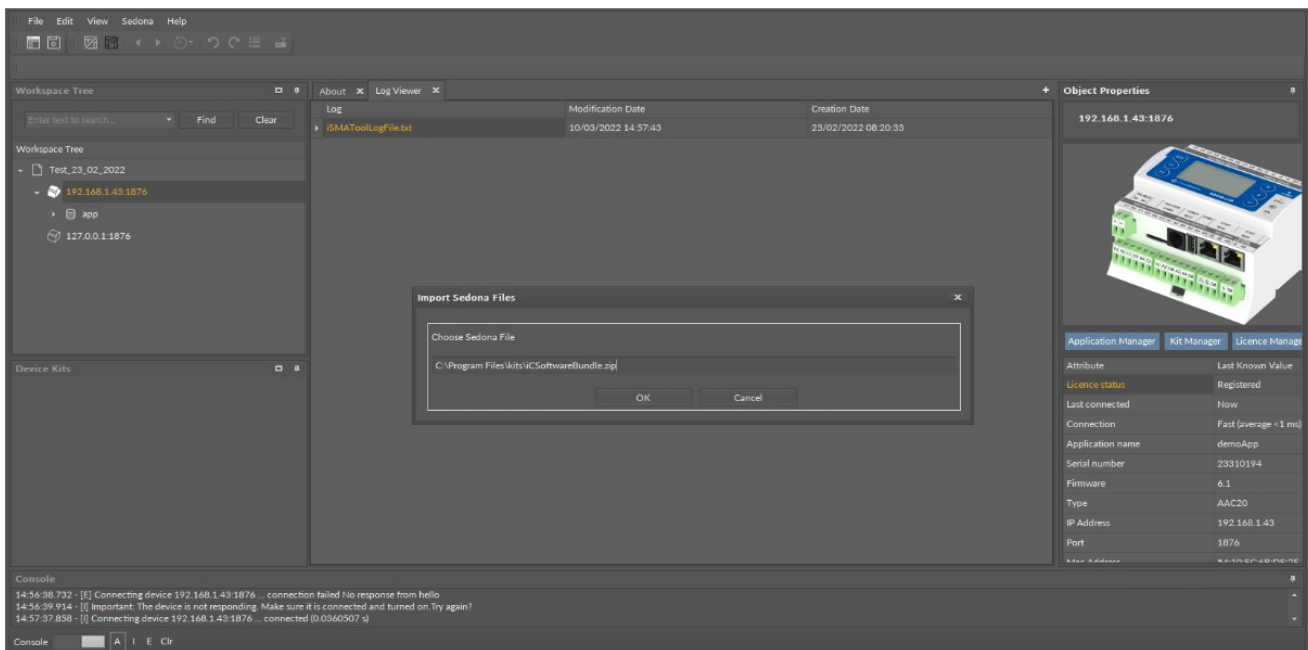 File Edit View Sedona Help
Workspace Tree
Enter text to search... Find Clear
Workspace Tree
Test_23_02_2022
192.168.1.43:1876
app
127.0.0.1:1876
Device Kits
About Log Viewer
Log Modification Date Creation Date
iSMAToolLogFile.txt 10/03/2022 14:57:43 23/02/2022 08:20:33
Import Sedona Files
Choose Sedona File
C:\Program Files\kits\iCSoftwareBundle.zip
OK Cancel
Object Properties
192.168.1.43:1876
Application Manager Kit Manager Licence Manage
Attribute Last Known Value
Licence status Registered
Last connected Now
Connection Fast (average <1 ms)
Application name demoApp
Serial number 23310194
Firmware 6.1
Type AAC20
IP Address 192.168.1.43
Port 1876
Console
14:56:38.732 - [E] Connecting device 192.168.1.43:1876 ... connection failed No response from hello
14:56:39.914 - [I] Important: The device is not responding. Make sure it is connected and turned on.Try again?
14:57:37.858 - [I] Connecting device 192.168.1.43:1876 ... connected (0.0360507 s)
Console A I E Clr